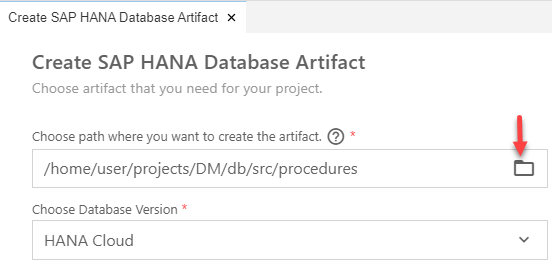 Create SAP HANA Database Artifact ×
Create SAP HANA Database Artifact
Choose artifact that you need for your project.
Choose path where you want to create the artifact. ? *
/home/user/projects/DM/db/src/procedures
Choose Database Version *
HANA Cloud